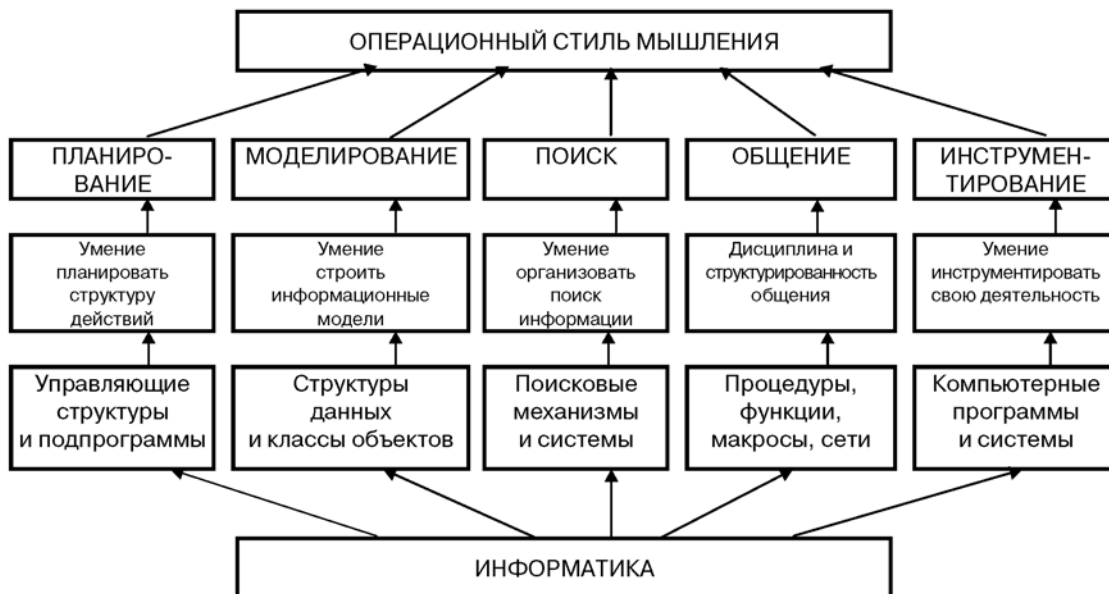 ОПЕРАЦИОННЫЙ СТИЛЬ МЫШЛЕНИЯ
ПЛАНИРО-
ВАНИЕ
МОДЕЛИРОВАНИЕ
ПОИСК
ОБЩЕНИЕ
ИНСТРУМЕН-
ТИРОВАНИЕ
Умение
планировать
структуру
действий
Умение
строить
информационные
модели
Умение
организовать
поиск
информации
Дисциплина и
структурированность
общения
Умение
инструментировать
свою деятельность
Управляющие
структуры
и подпрограммы
Структуры
данных
и классы объектов
Поисковые
механизмы
и системы
Процедуры,
функции,
макросы, сети
Компьютерные
программы
и системы
ИНФОРМАТИКА